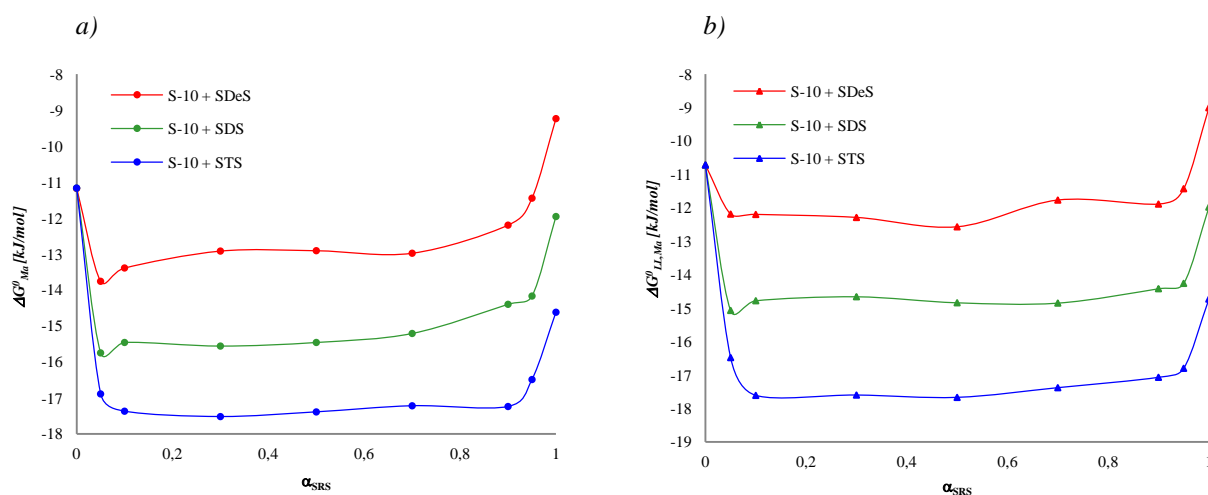 a)
-8
-9
-10
-11
-12
-13
-14
-15
-16
-17
-18
ΔG⁰Ma [kJ/mol]
S-10 + SDeS
S-10 + SDS
S-10 + STS
0
0,2
0,4
0,6
0,8
1
αSRS
b)
-8
-9
-10
-11
-12
-13
-14
-15
-16
-17
-18
-19
ΔG⁰LL,Ma [kJ/mol]
S-10 + SDeS
S-10 + SDS
S-10 + STS
0
0,2
0,4
0,6
0,8
1
αSRS